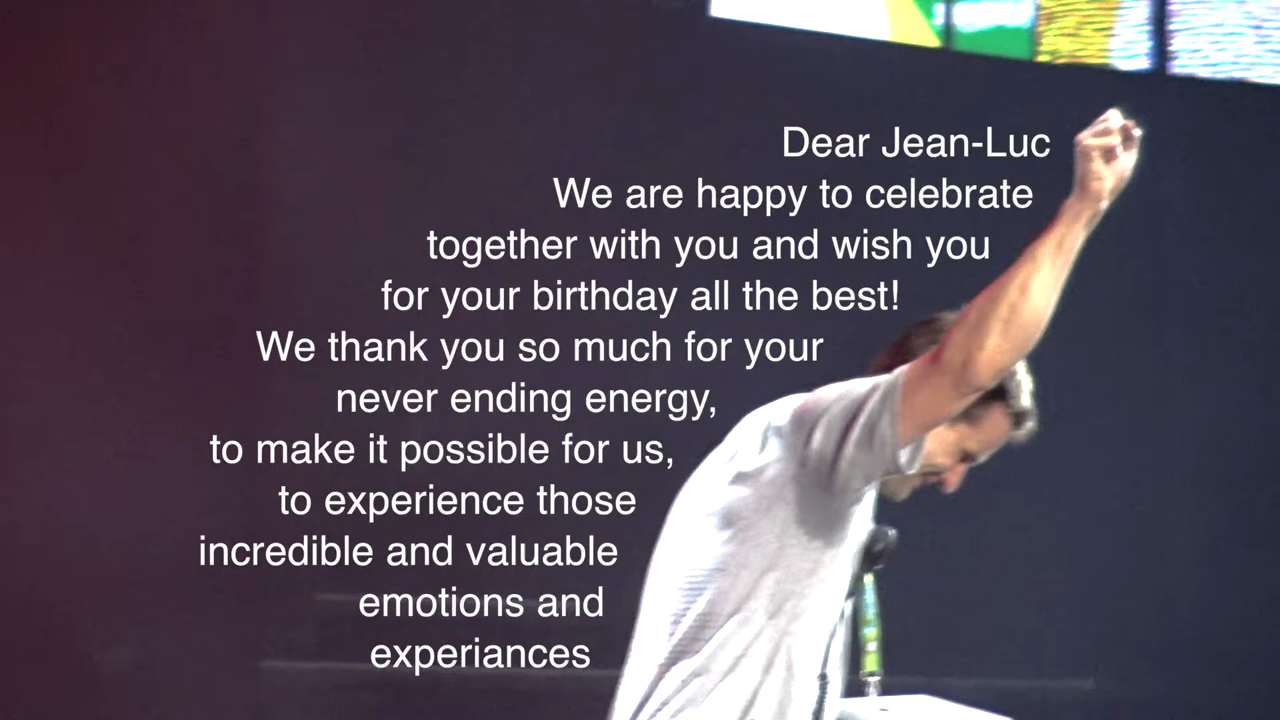 Dear Jean-Luc
We are happy to celebrate
together with you and wish you
for your birthday all the best!
We thank you so much for your
never ending energy,
to make it possible for us,
to experience those
incredible and valuable
emotions and
experiances